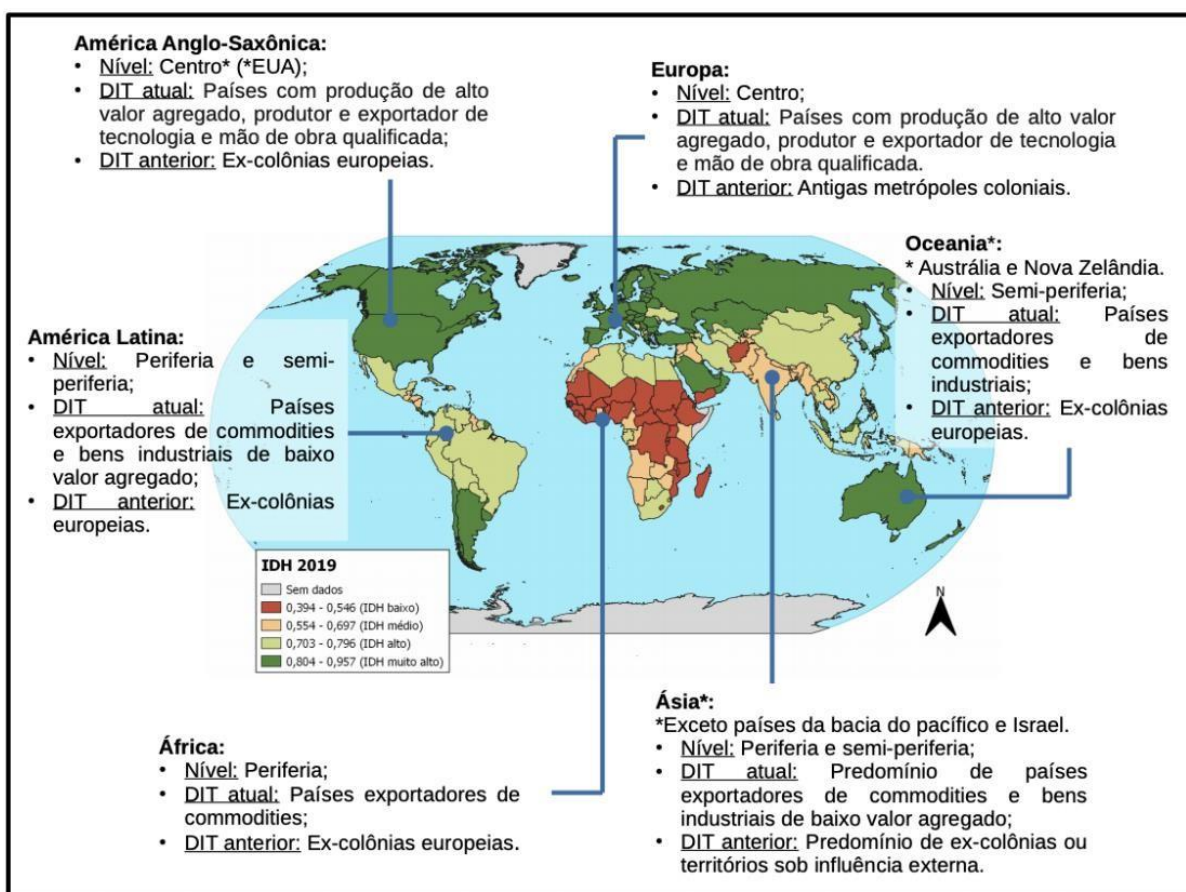 América Anglo-Saxônica:
• Nível: Centro* (*EUA);
• DIT atual: Países com produção de alto
valor agregado, produtor e exportador de
tecnologia e mão de obra qualificada;
• DIT anterior: Ex-colônias europeias.
Europa:
• Nível: Centro;
• DIT atual: Países com produção de alto valor
agregado, produtor e exportador de tecnologia
e mão de obra qualificada.
• DIT anterior: Antigas metrópoles coloniais.
Oceania*:
* Austrália e Nova Zelândia.
• Nível: Semi-periferia;
• DIT atual: Países
exportadores de
commodities e bens
industriais;
• DIT anterior: Ex-colônias
europeias.
América Latina:
• Nível: Periferia e semi-
periferia;
• DIT atual: Países
exportadores de commodities
e bens industriais de baixo
valor agregado;
• DIT anterior: Ex-colônias
europeias.
IDH 2019
Sem dados
0,394 - 0,546 (IDH baixo)
0,554 - 0,697 (IDH médio)
0,703 - 0,796 (IDH alto)
0,804 - 0,957 (IDH muito alto)
N
África:
• Nível: Periferia;
• DIT atual: Países exportadores de
commodities;
• DIT anterior: Ex-colônias europeias.
Ásia*:
*Exceto países da bacia do pacífico e Israel.
• Nível: Periferia e semi-periferia;
• DIT atual: Predomínio de países
exportadores de commodities e bens
industriais de baixo valor agregado;
• DIT anterior: Predomínio de ex-colônias ou
territórios sob influência externa.